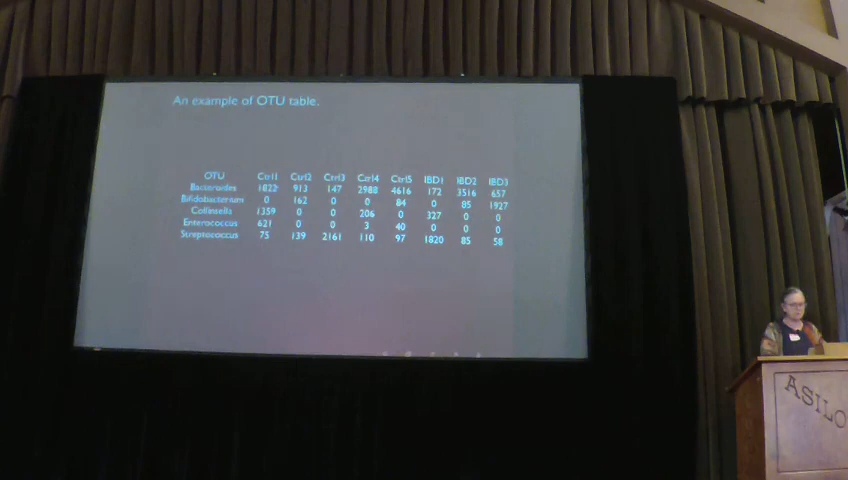 An example of OTU table.
OTU Ctrl1 Ctrl2 Ctrl3 Ctrl4 Ctrl5 IBD1 IBD2 IBD3
Bacteroides 1822 913 147 2988 4616 172 3516 657
Bifidobacterium 0 162 0 0 84 0 85 1927
Collinsella 1359 0 0 206 0 327 0 0
Enterococcus 621 0 0 3 40 0 0 0
Streptococcus 75 139 2161 110 97 1820 85 58
ASILO